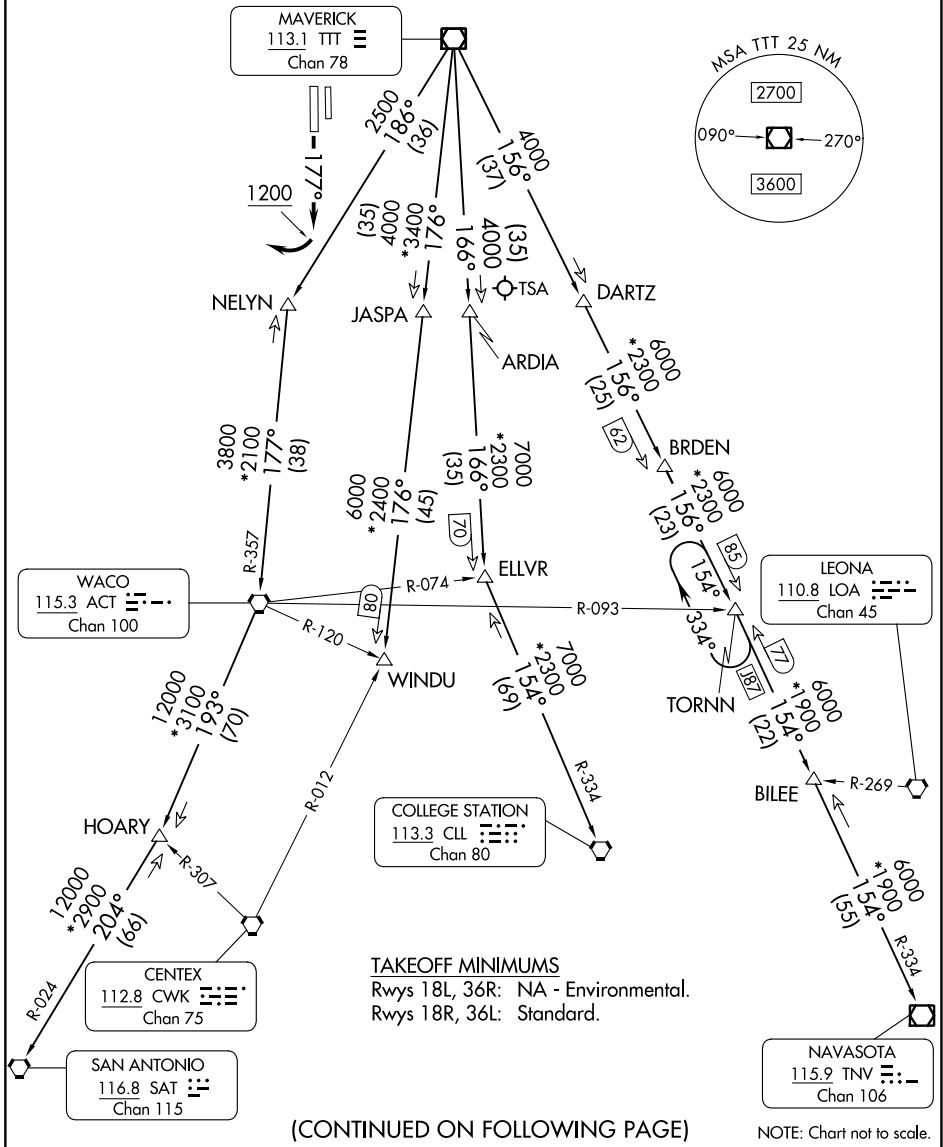 MAVERICK
113.1 TTT
Chan 78
MSA TTT 25 NM
2700
090°
270°
3600
177°
1200
2500
186°
(36)
(35)
4000
*3400
176°
(35)
4000
166°
4000
156°
(37)
TSA
NELYN
JASPA
ARDIA
DARTZ
6000
*2300
156°
(25)
62
BRDEN
3800
*2100
177°
(38)
R-357
6000
*2400
176°
(45)
80
7000
*2300
166°
(35)
70
ELLVR
6000
*2300
156°
(23)
85
154°
334°
J87
77
TORNN
WACO
115.3 ACT
Chan 100
R-074
R-093
R-120
WINDU
LEONA
110.8 LOA
Chan 45
12000
*3100
193°
(70)
7000
*2300
154°
(69)
R-334
6000
*1900
154°
(22)
BILEE
R-269
R-012
HOARY
R-307
COLLEGE STATION
113.3 CLL
Chan 80
12000
*2900
204°
(66)
R-024
6000
*1900
154°
(55)
R-334
CENTEX
112.8 CWK
Chan 75
TAKEOFF MINIMUMS
Rwys 18L, 36R: NA - Environmental.
Rwys 18R, 36L: Standard.
SAN ANTONIO
116.8 SAT
Chan 115
NAVASOTA
115.9 TNV
Chan 106
(CONTINUED ON FOLLOWING PAGE)
NOTE: Chart not to scale.